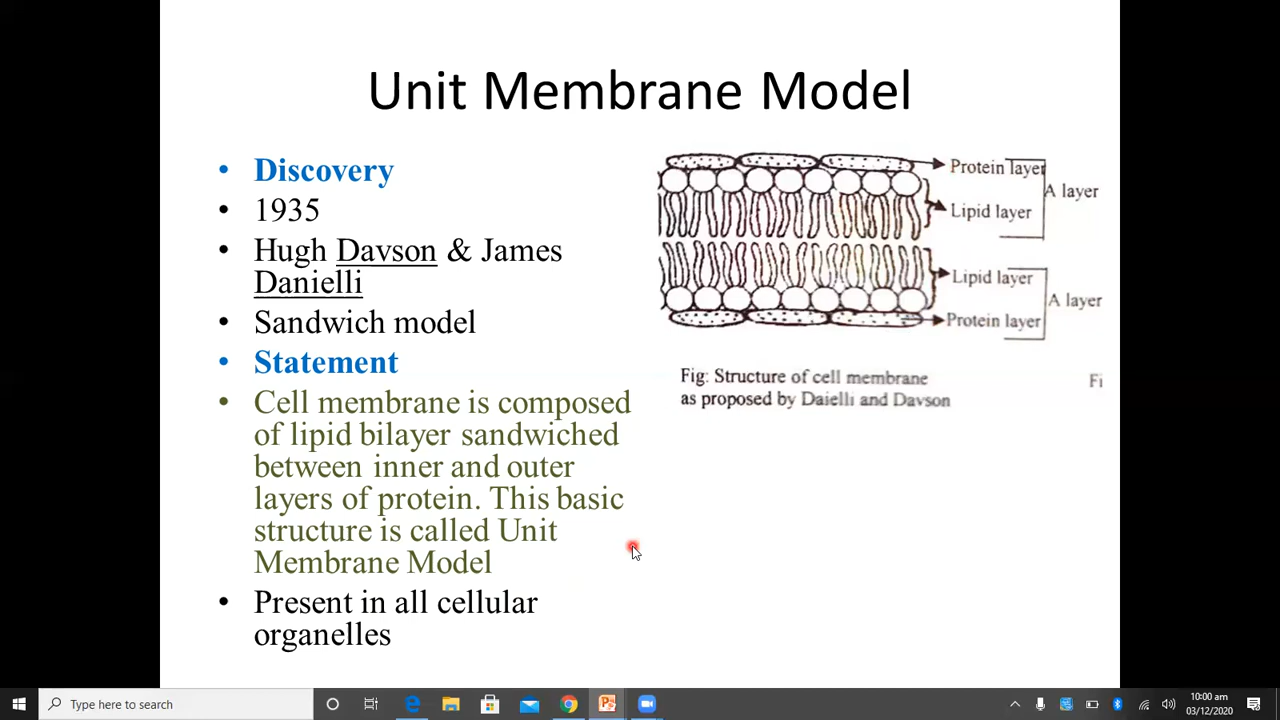 Unit Membrane Model
• Discovery
• 1935
• Hugh Davson & James
Danielli
• Sandwich model
• Statement
• Cell membrane is composed
of lipid bilayer sandwiched
between inner and outer
layers of protein. This basic
structure is called Unit
Membrane Model
• Present in all cellular
organelles
Protein layer
A layer
Lipid layer
Lipid layer
A layer
Protein layer
Fig: Structure of cell membrane
as proposed by Daielli and Davson
Fi
Type here to search
10:00 am
03/12/2020